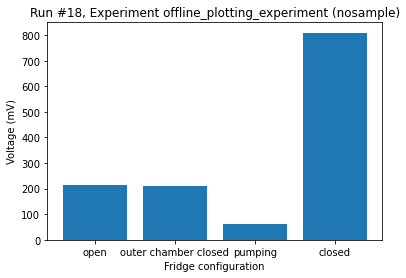 Run #18, Experiment offline_plotting_experiment (nosample)
Voltage (mV)
800
700
600
500
400
300
200
100
0
open outer chamber closed pumping closed
Fridge configuration